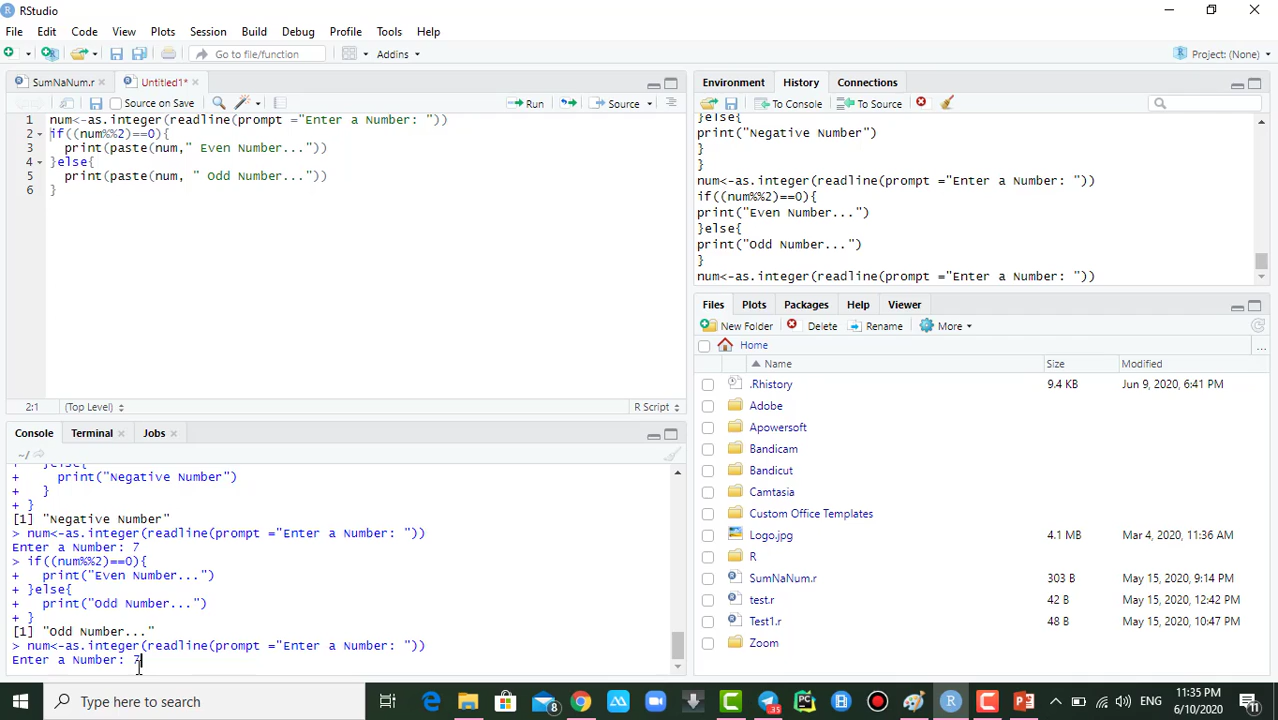 RStudio
File Edit Code View Plots Session Build Debug Profile Tools Help
Go to file/function
Addins
Project: (None)
SumNaNum.r
Untitled1*
Source on Save
Run
Source
1 num<-as.integer(readline(prompt ="Enter a Number: "))
2 if((num%%2)==0){
3 print(paste(num," Even Number..."))
4 }else{
5 print(paste(num, " Odd Number..."))
6 }
2:1 (Top Level) R Script
Console Terminal Jobs
~/
+ }else{
+ print("Negative Number")
+ }
+ }
[1] "Negative Number"
> num<-as.integer(readline(prompt ="Enter a Number: "))
Enter a Number: 7
> if((num%%2)==0){
+ print("Even Number...")
+ }else{
+ print("Odd Number...")
+ }
[1] "Odd Number..."
> num<-as.integer(readline(prompt ="Enter a Number: "))
Enter a Number: 7
Environment History Connections
To Console To Source
}else{
print("Negative Number")
}
}
num<-as.integer(readline(prompt ="Enter a Number: "))
if((num%%2)==0){
print("Even Number...")
}else{
print("Odd Number...")
}
num<-as.integer(readline(prompt ="Enter a Number: "))
Files Plots Packages Help Viewer
New Folder Delete Rename More
Home ...
Name Size Modified
.Rhistory 9.4 KB Jun 9, 2020, 6:41 PM
Adobe
Apowersoft
Bandicam
Bandicut
Camtasia
Custom Office Templates
Logo.jpg 4.1 MB Mar 4, 2020, 11:36 AM
R
SumNaNum.r 303 B May 15, 2020, 9:14 PM
test.r 42 B May 15, 2020, 12:42 PM
Test1.r 48 B May 15, 2020, 10:47 PM
Zoom
Type here to search
8
35
ENG
11:35 PM
6/10/2020
11